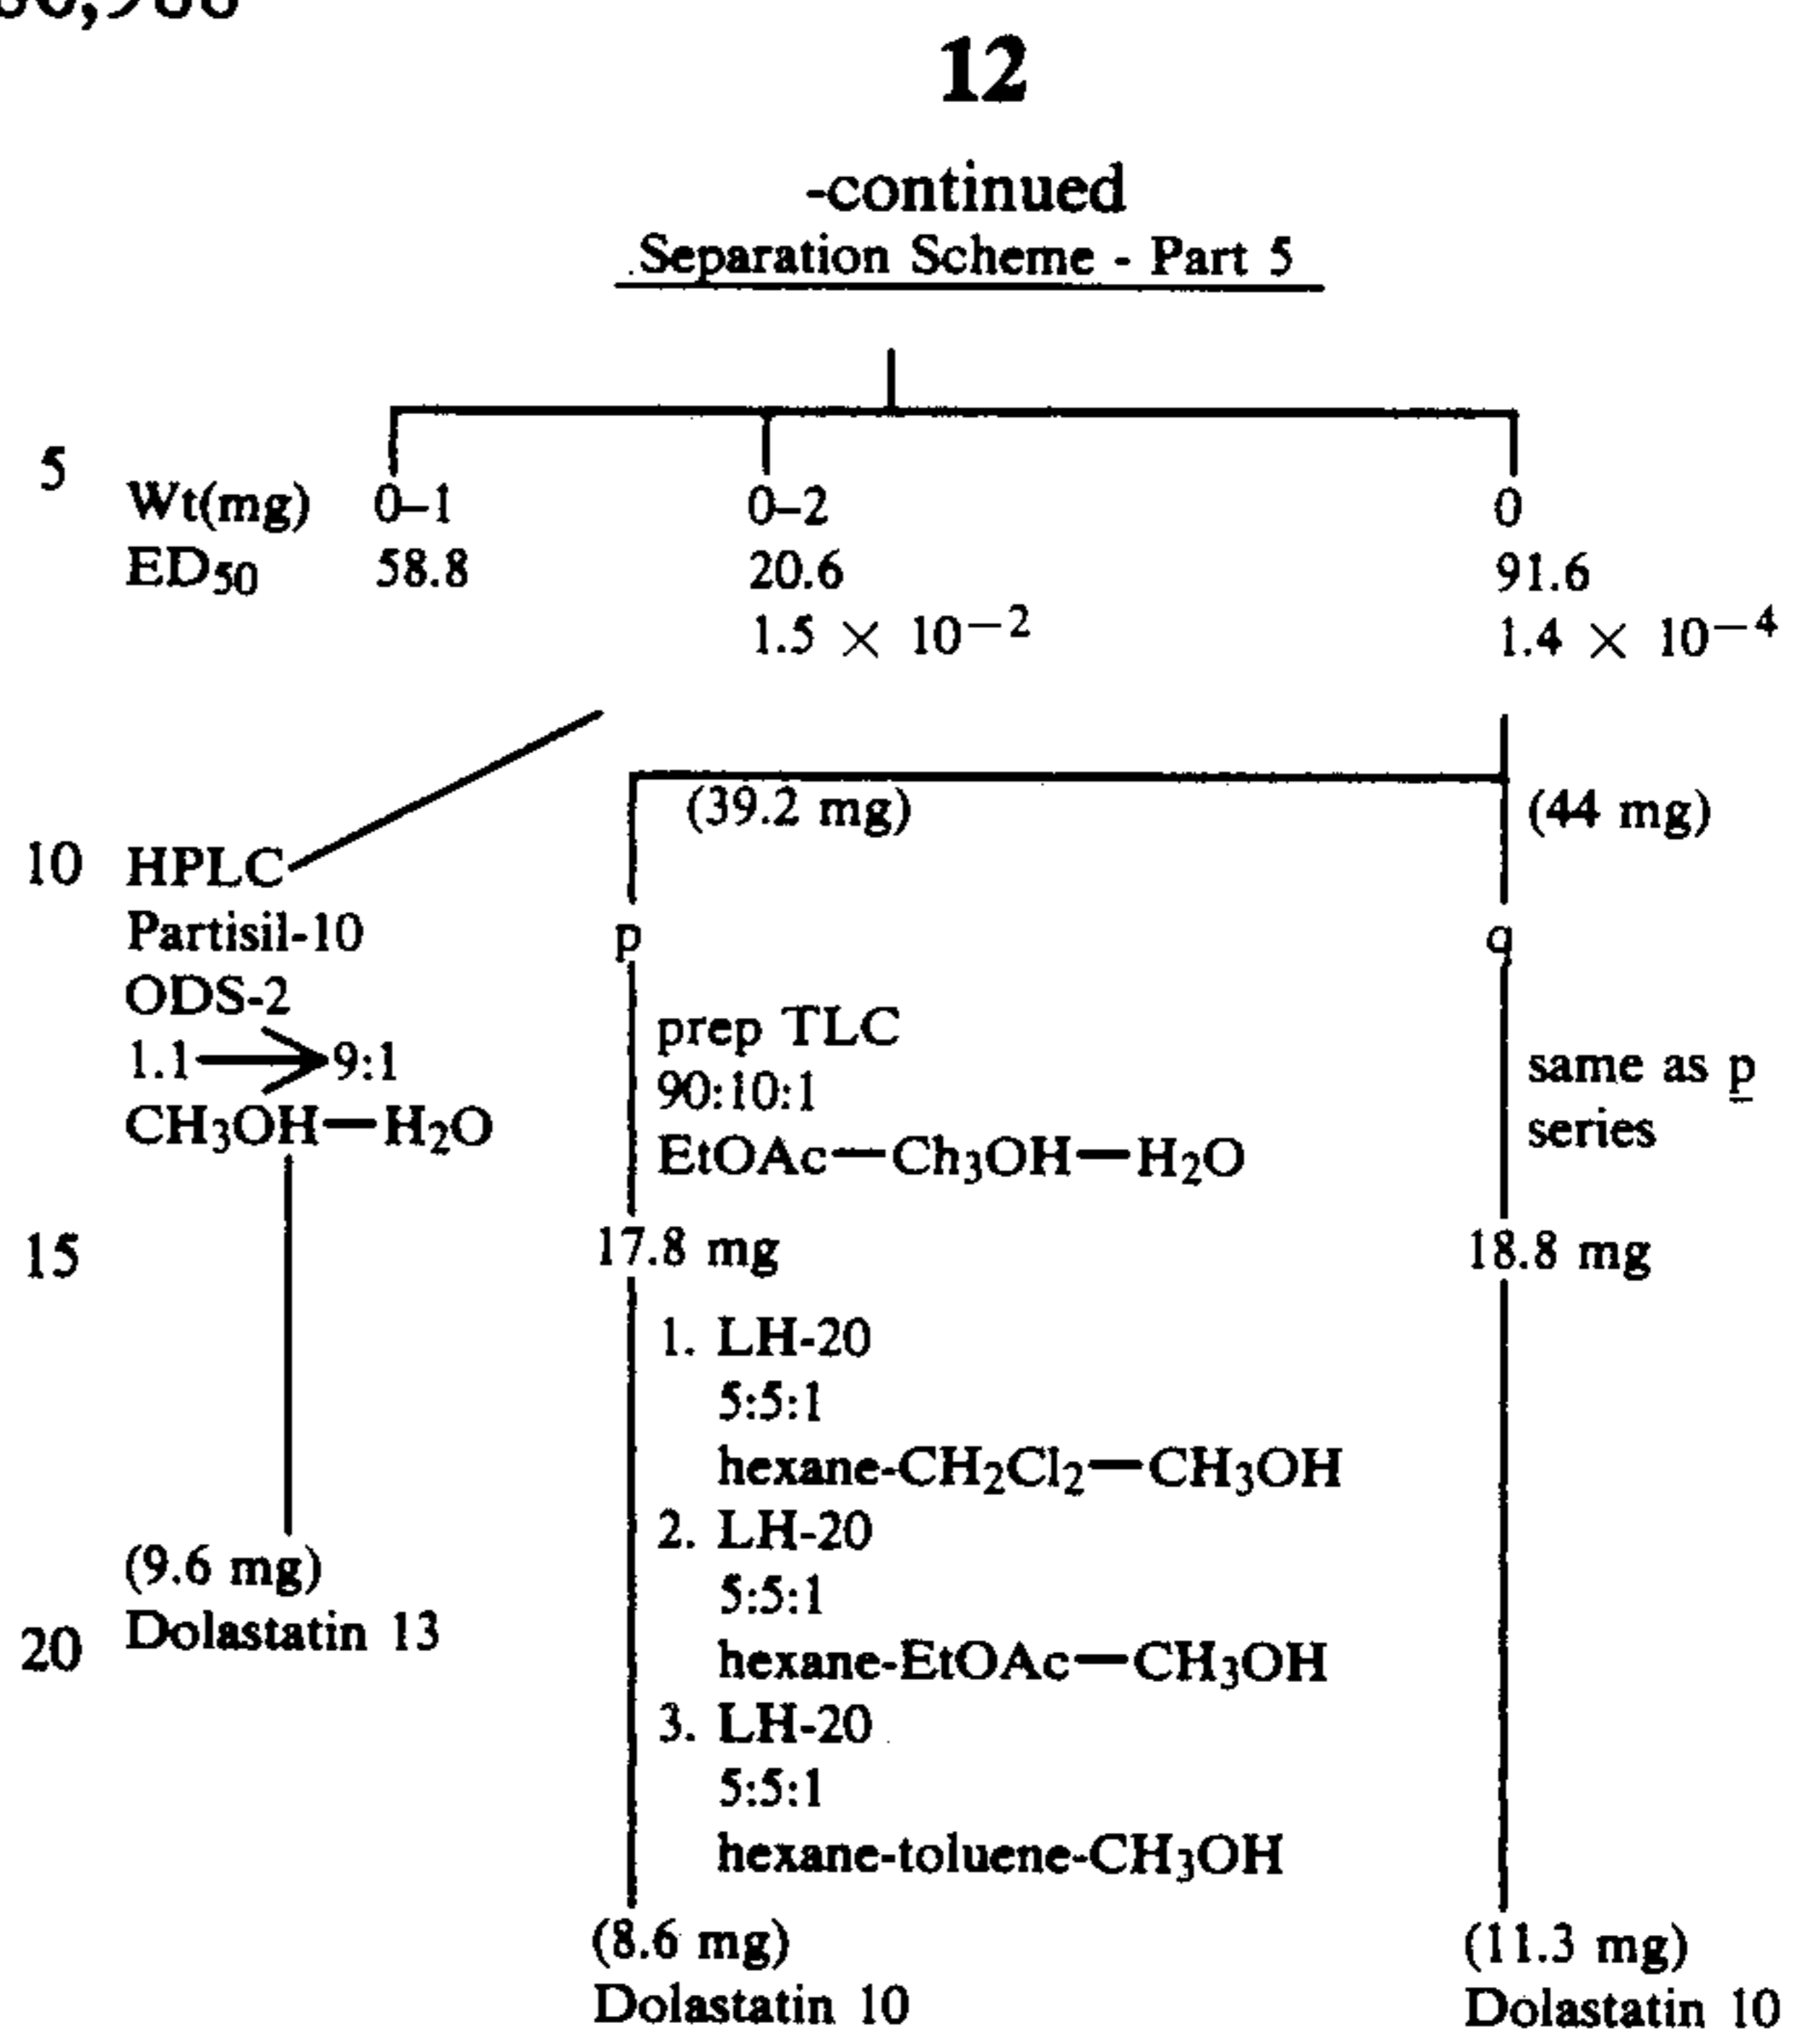 12
-continued
Separation Scheme - Part 5
5
Wt(mg) 0–1 0–2 0
ED50 58.8 20.6 91.6
1.5 × 10−2 1.4 × 10−4
(39.2 mg) (44 mg)
10 HPLC
Partisil-10 p q
ODS-2
prep TLC
1.1 → 9:1 90:10:1 same as p
CH3OH—H2O series
EtOAc—Ch3OH—H2O
15 17.8 mg 18.8 mg
1. LH-20
5:5:1
hexane-CH2Cl2—CH3OH
2. LH-20
(9.6 mg) 5:5:1
20 Dolastatin 13
hexane-EtOAc—CH3OH
3. LH-20
5:5:1
hexane-toluene-CH3OH
(8.6 mg) (11.3 mg)
Dolastatin 10 Dolastatin 10